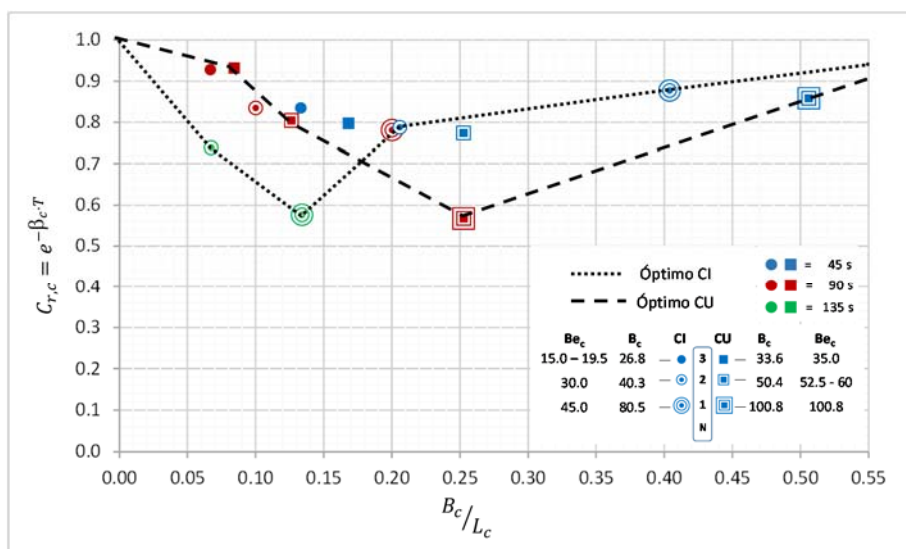 1.0
0.9
0.8
0.7
0.6
0.5
0.4
0.3
0.2
0.1
0.0
C_{r,c} = e^{-β_c·T}
Óptimo CI
Óptimo CU
= 45 s
= 90 s
= 135 s
Be_c B_c CI CU B_c Be_c
15.0 – 19.5 26.8 3 33.6 35.0
30.0 40.3 2 50.4 52.5 - 60
45.0 80.5 1 100.8 100.8
N
0.00 0.05 0.10 0.15 0.20 0.25 0.30 0.35 0.40 0.45 0.50 0.55
B_c/L_c